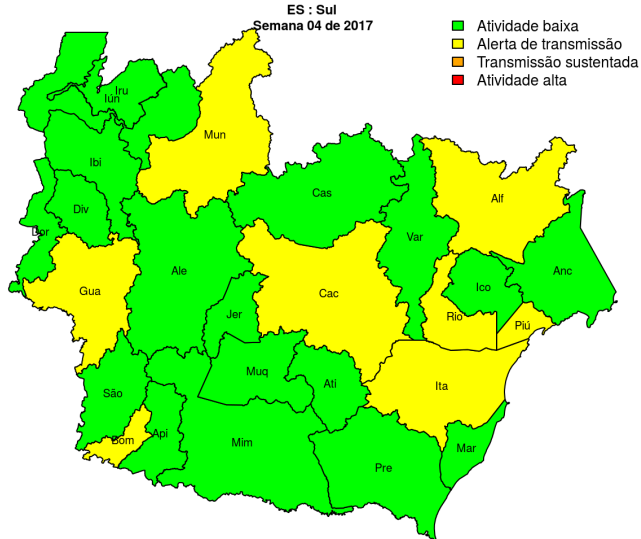 ES : Sul
Semana 04 de 2017
Atividade baixa
Alerta de transmissão
Transmissão sustentada
Atividade alta
Iru
Iún
Mun
Ibi
Cas
Alf
Div
Dor
Var
Ale
Anc
Gua
Cac
Ico
Jer
Rio
Piú
Muq
Ati
Ita
São
Bom
Api
Mim
Mar
Pre